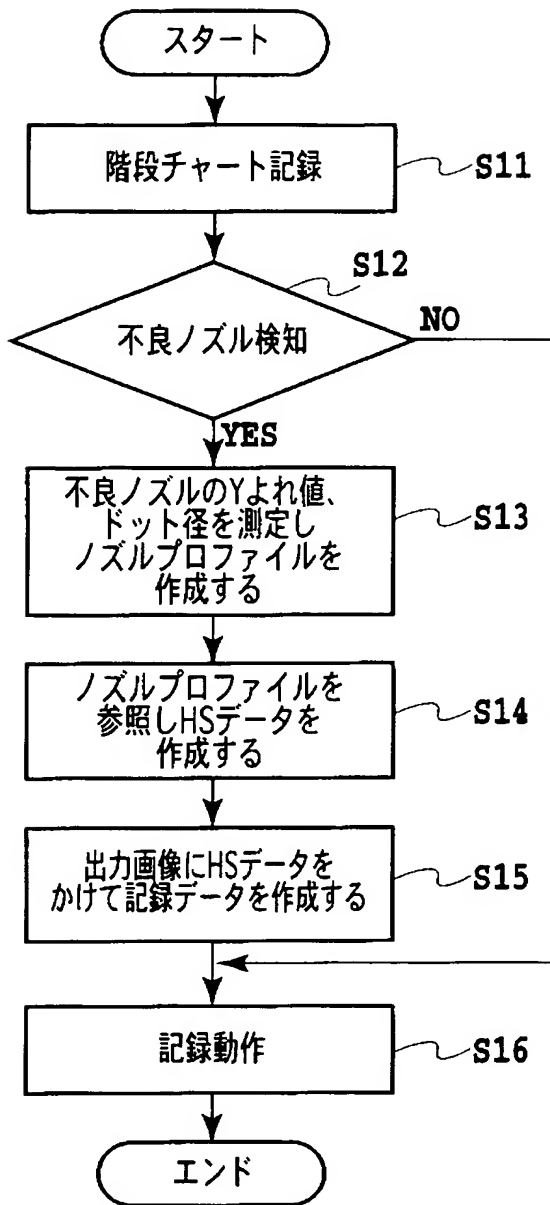 スタート
階段チャート記録
S11
S12
不良ノズル検知
NO
YES
不良ノズルのYよれ値、
ドット径を測定し
ノズルプロファイルを
作成する
S13
ノズルプロファイルを
参照しHSデータを
作成する
S14
出力画像にHSデータを
かけて記録データを作成する
S15
記録動作
S16
エンド